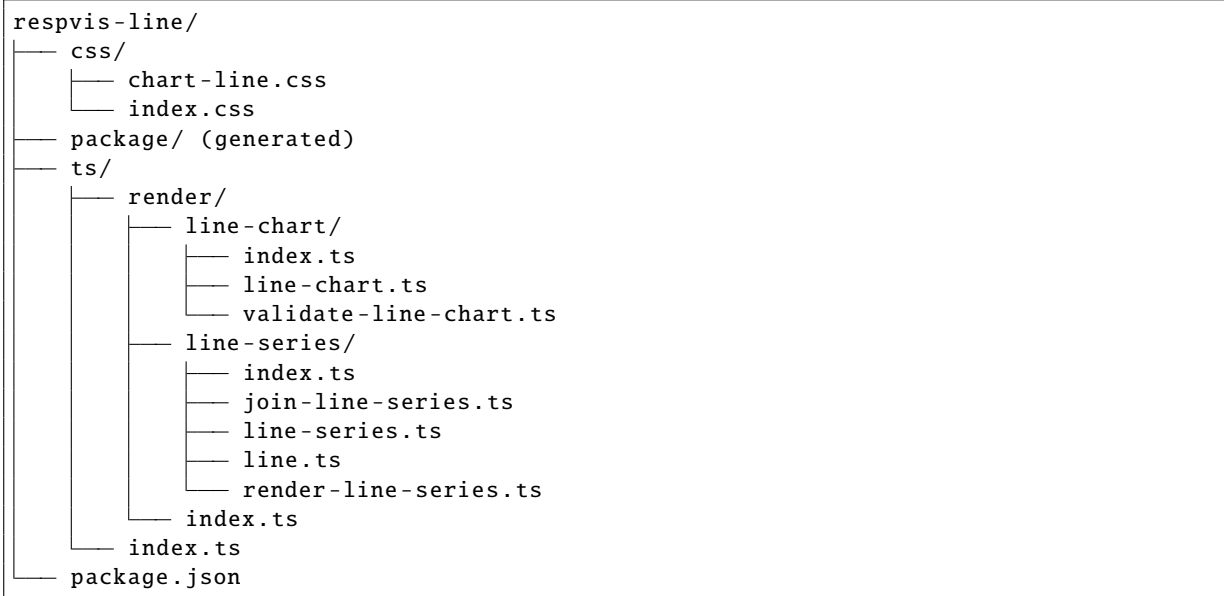 respvis-line/
css/
chart-line.css
index.css
package/ (generated)
ts/
render/
line-chart/
index.ts
line-chart.ts
validate-line-chart.ts
line-series/
index.ts
join-line-series.ts
line-series.ts
line.ts
render-line-series.ts
index.ts
index.ts
package.json